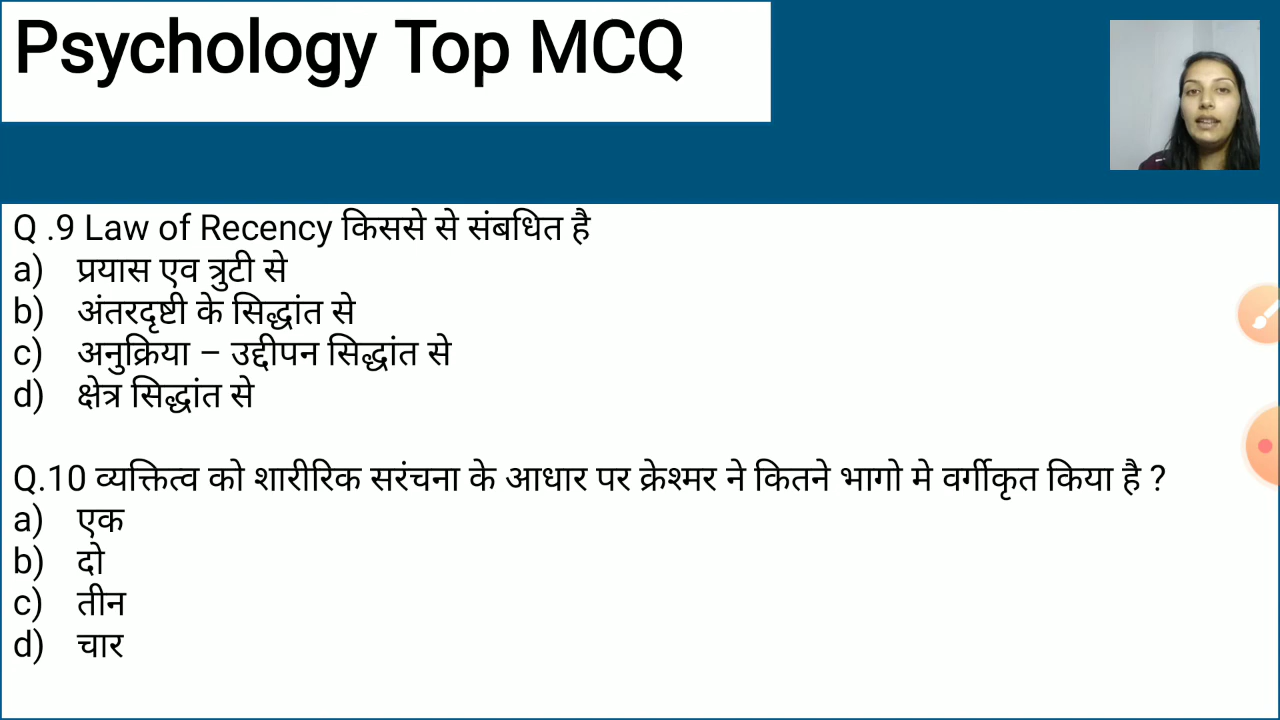 Psychology Top MCQ
Q .9 Law of Recency किससे से संबधित है
a) प्रयास एव त्रुटी से
b) अंतरदृष्टी के सिद्धांत से
c) अनुक्रिया – उद्दीपन सिद्धांत से
d) क्षेत्र सिद्धांत से
Q.10 व्यक्तित्व को शारीरिक सरंचना के आधार पर क्रेश्मर ने कितने भागो मे वर्गीकृत किया है ?
a) एक
b) दो
c) तीन
d) चार